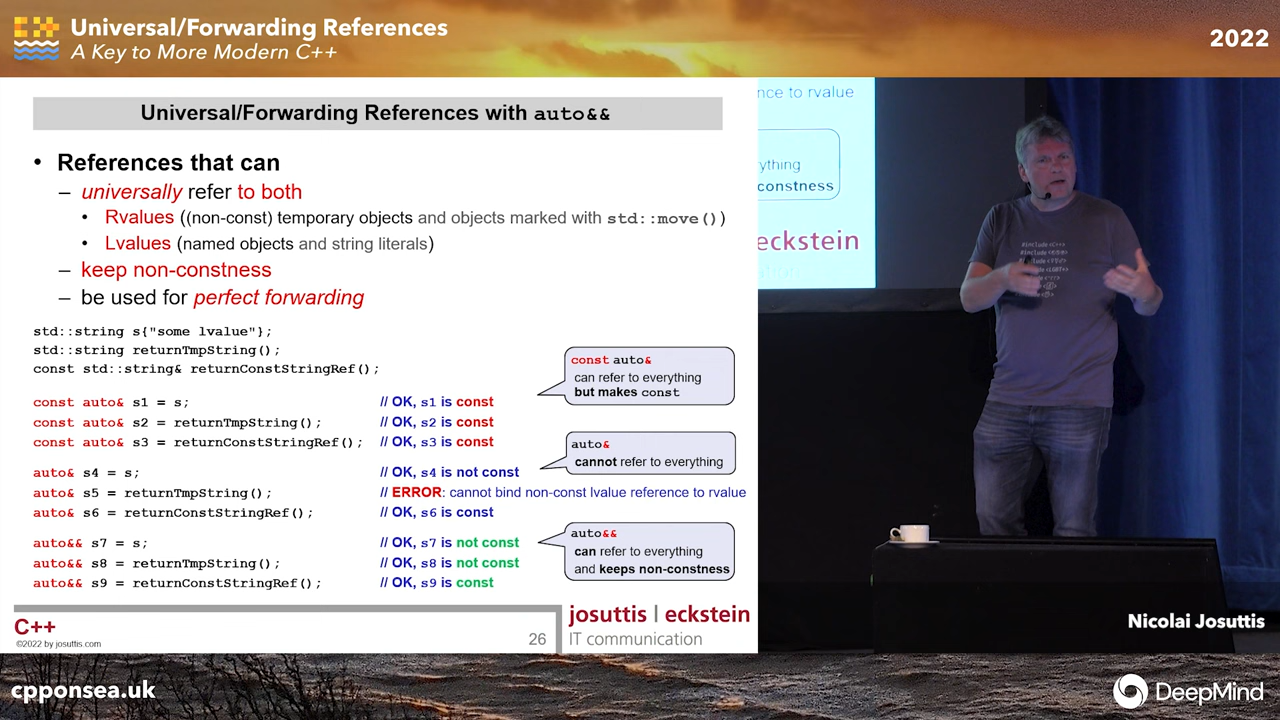 Universal/Forwarding References
A Key to More Modern C++
2022
Universal/Forwarding References with auto&&
• References that can
– universally refer to both
• Rvalues ((non-const) temporary objects and objects marked with std::move())
• Lvalues (named objects and string literals)
– keep non-constness
– be used for perfect forwarding
std::string s{"some lvalue"};
std::string returnTmpString();
const std::string& returnConstStringRef();
const auto& s1 = s; // OK, s1 is const
const auto& s2 = returnTmpString(); // OK, s2 is const
const auto& s3 = returnConstStringRef(); // OK, s3 is const
const auto&
can refer to everything
but makes const
auto& s4 = s; // OK, s4 is not const
auto& s5 = returnTmpString(); // ERROR: cannot bind non-const lvalue reference to rvalue
auto& s6 = returnConstStringRef(); // OK, s6 is const
auto&
cannot refer to everything
auto&& s7 = s; // OK, s7 is not const
auto&& s8 = returnTmpString(); // OK, s8 is not const
auto&& s9 = returnConstStringRef(); // OK, s9 is const
auto&&
can refer to everything
and keeps non-constness
C++
©2022 by josuttis.com
26
josuttis | eckstein
IT communication
nce to rvalue
ything
constness
eckstein
#include <C++>
Nicolai Josuttis
cpponsea.uk
DeepMind